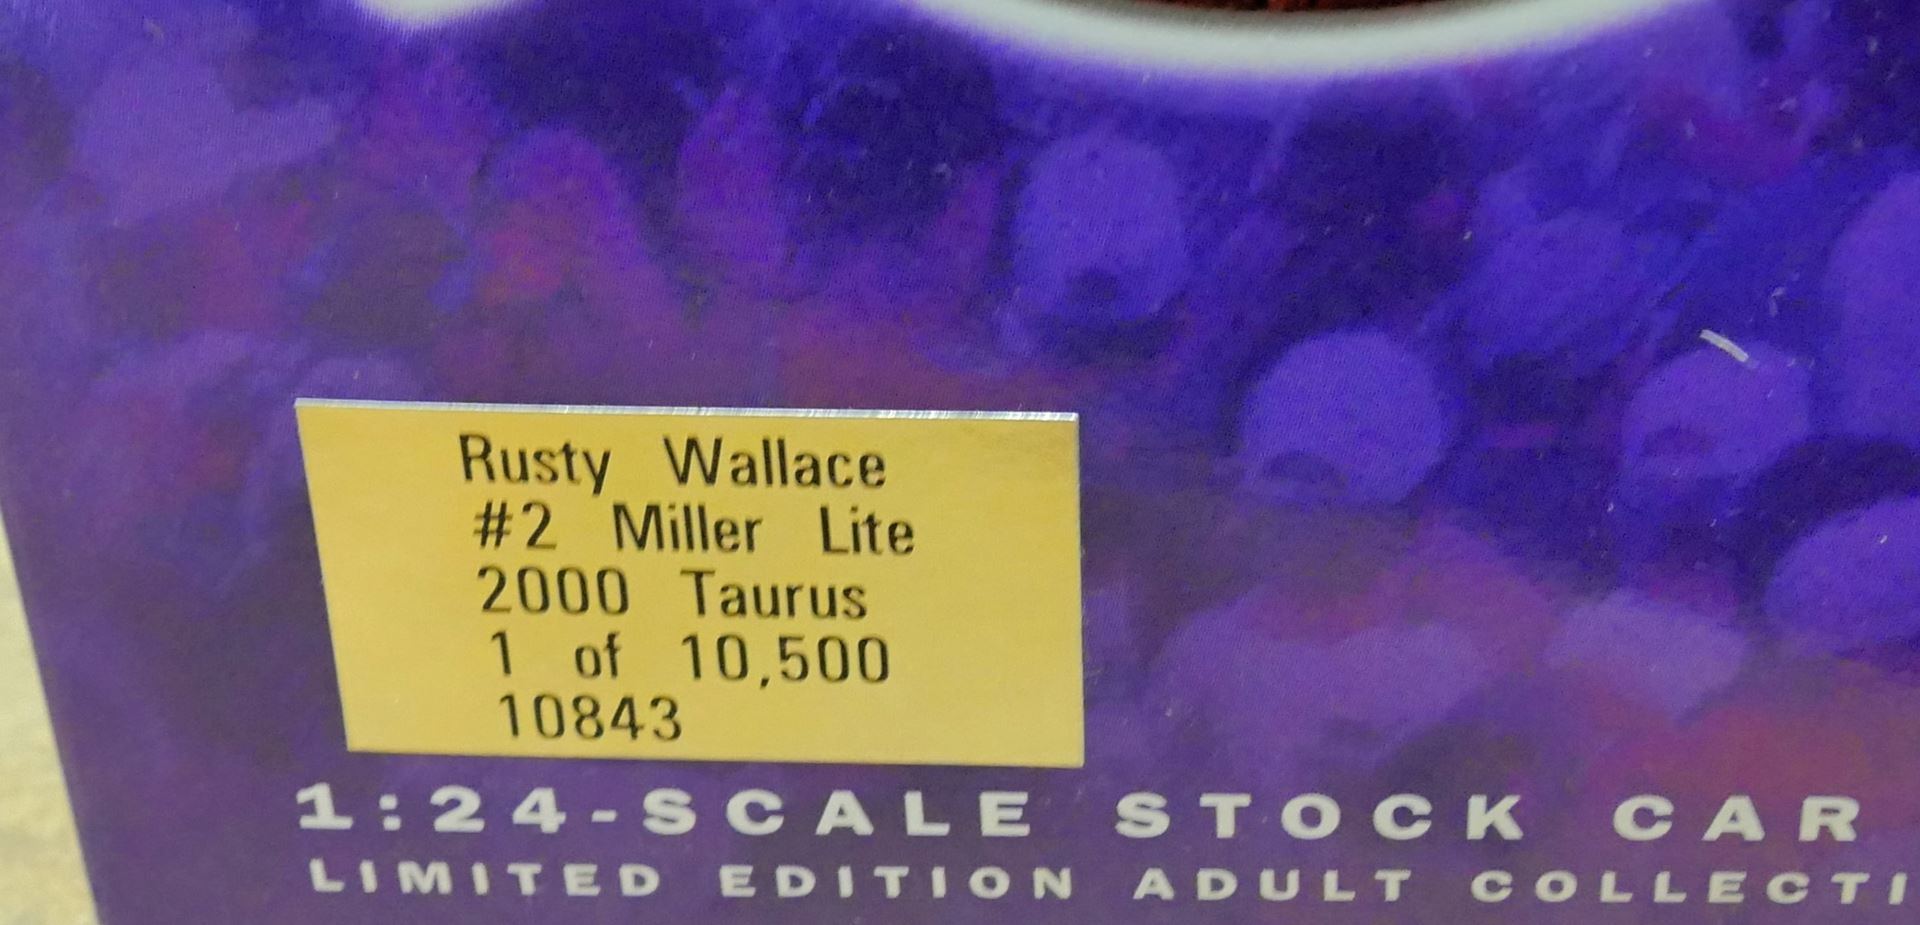 Rusty Wallace
#2 Miller Lite
2000 Taurus
1 of 10,500
10843
1:24-SCALE STOCK CAR
LIMITED EDITION ADULT